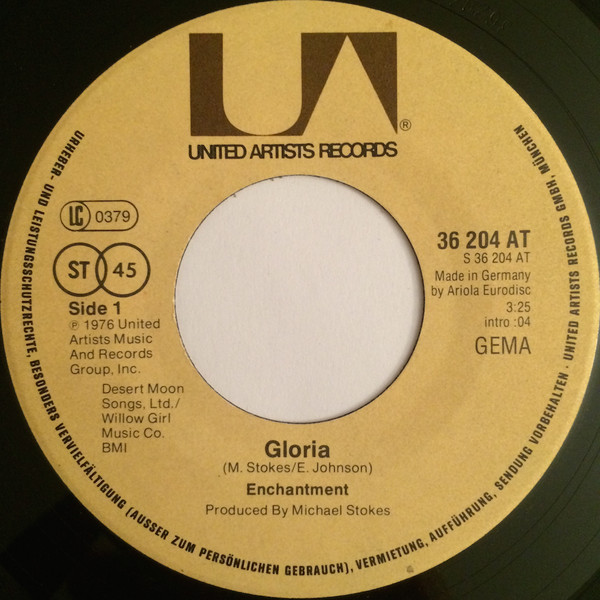 UA
®
UNITED ARTISTS RECORDS
LC 0379
ST 45
Side 1
℗ 1976 United
Artists Music
And Records
Group, Inc.
Desert Moon
Songs, Ltd./
Willow Girl
Music Co.
BMI
36 204 AT
S 36 204 AT
Made in Germany
by Ariola Eurodisc
3:25
intro :04
GEMA
Gloria
(M. Stokes/E. Johnson)
Enchantment
Produced By Michael Stokes
URHEBER- UND LEISTUNGSSCHUTZRECHTE, BESONDERS VERVIELFÄLTIGUNG (AUSSER ZUM PERSÖNLICHEN GEBRAUCH), VERMIETUNG, AUFFÜHRUNG, SENDUNG VORBEHALTEN · UNITED ARTISTS RECORDS GMBH, MÜNCHEN